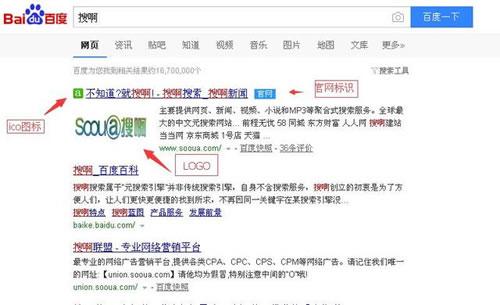 Bai百度
搜啊
百度一下
网页 资讯 贴吧 知道 视频 音乐 图片 地图 文库 更多»
百度为您找到相关结果约16,700,000个
搜索工具
a 不知道?就搜啊! - 搜啊搜索_搜啊新闻 官网
官网标识
ico图标
Sooua@搜啊
主要提供网页、新闻、视频、小说和MP3等聚合式搜索服务。全球最
大的中文元搜索网站... 前程无忧 58 同城 东方财富 人人网 搜啊建站
当当网 京东商城 1号店 天猫 ...
www.sooua.com/ - 百度快照 - 36条评价
LOGO
搜啊_百度百科
搜啊搜索属于"元搜索引擎"并非传统搜索引擎，自身不含搜索服务，搜啊创立的初衷是为了方
便人们，让人们更快更便捷的找到所求，不再因同一关键字在某搜索引擎没...
搜啊特点 搜啊蓝图 产品服务 发展前景
baike.baidu.com/
搜啊联盟 - 专业网络营销平台
最专业的网络广告营销平台,提供各类CPA、CPC、CPS、CPM等网络广告。请记住我们唯一
的网址:【union.sooua.com】请他均为假冒,特别注意中间的"O"哦!
union.sooua.com/ - 百度快照